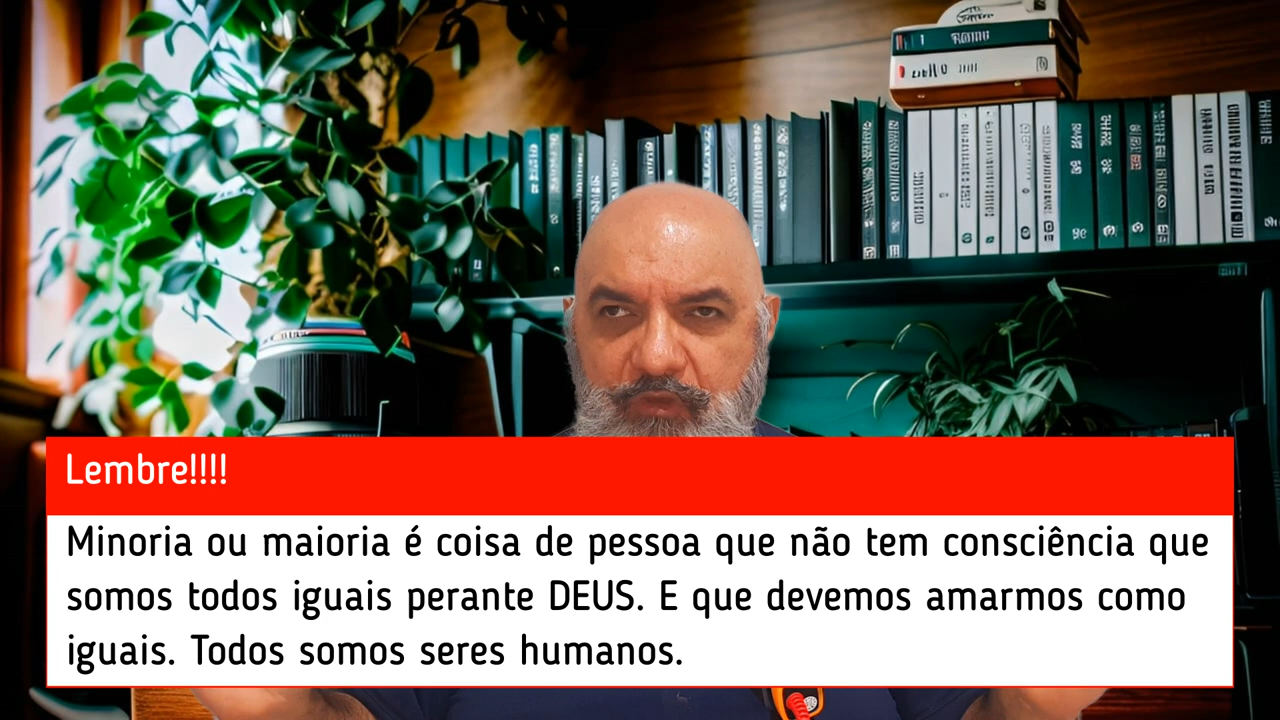 Lembre!!!!
Minoria ou maioria é coisa de pessoa que não tem consciência que
somos todos iguais perante DEUS. E que devemos amarmos como
iguais. Todos somos seres humanos.